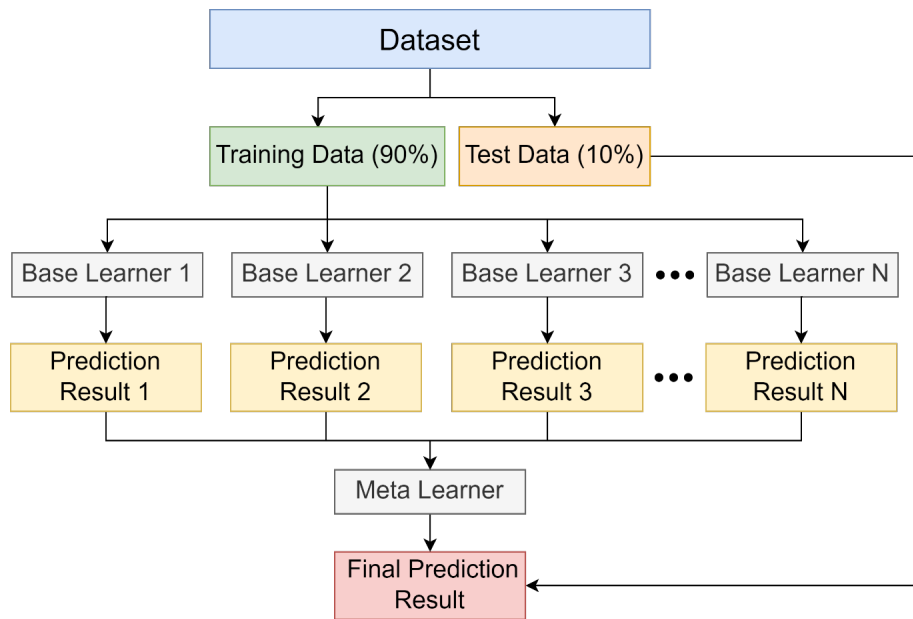 Dataset
Training Data (90%)
Test Data (10%)
Base Learner 1
Base Learner 2
Base Learner 3
Base Learner N
Prediction
Result 1
Prediction
Result 2
Prediction
Result 3
Prediction
Result N
Meta Learner
Final Prediction
Result